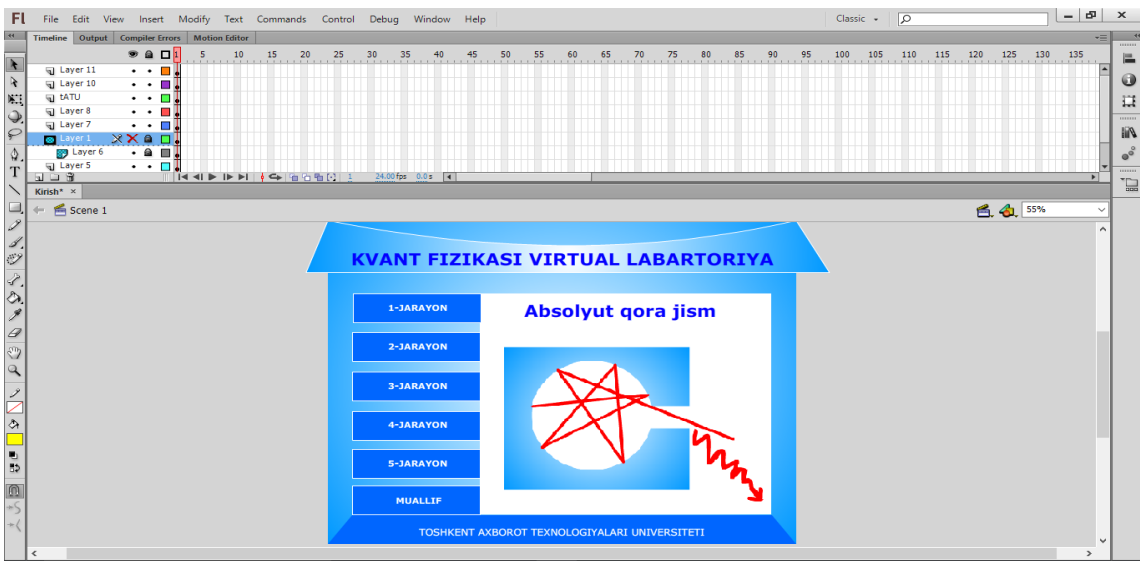 Fl File Edit View Insert Modify Text Commands Control Debug Window Help Classic Classic
Timeline Output Compiler Errors Motion Editor
1 5 10 15 20 25 30 35 40 45 50 55 60 65 70 75 80 85 90 95 100 105 110 115 120 125 130 135
Layer 11
Layer 10
tATU
Layer 8
Layer 7
Layer 1
Layer 6
Layer 5
1 24.00 fps 0.0 s
Kirish* ×
Scene 1 55%
KVANT FIZIKASI VIRTUAL LABARTORIYA
Absolyut qora jism
1-JARAYON
2-JARAYON
3-JARAYON
4-JARAYON
5-JARAYON
MUALLIF
TOSHKENT AXBOROT TEXNOLOGIYALARI UNIVERSITETI